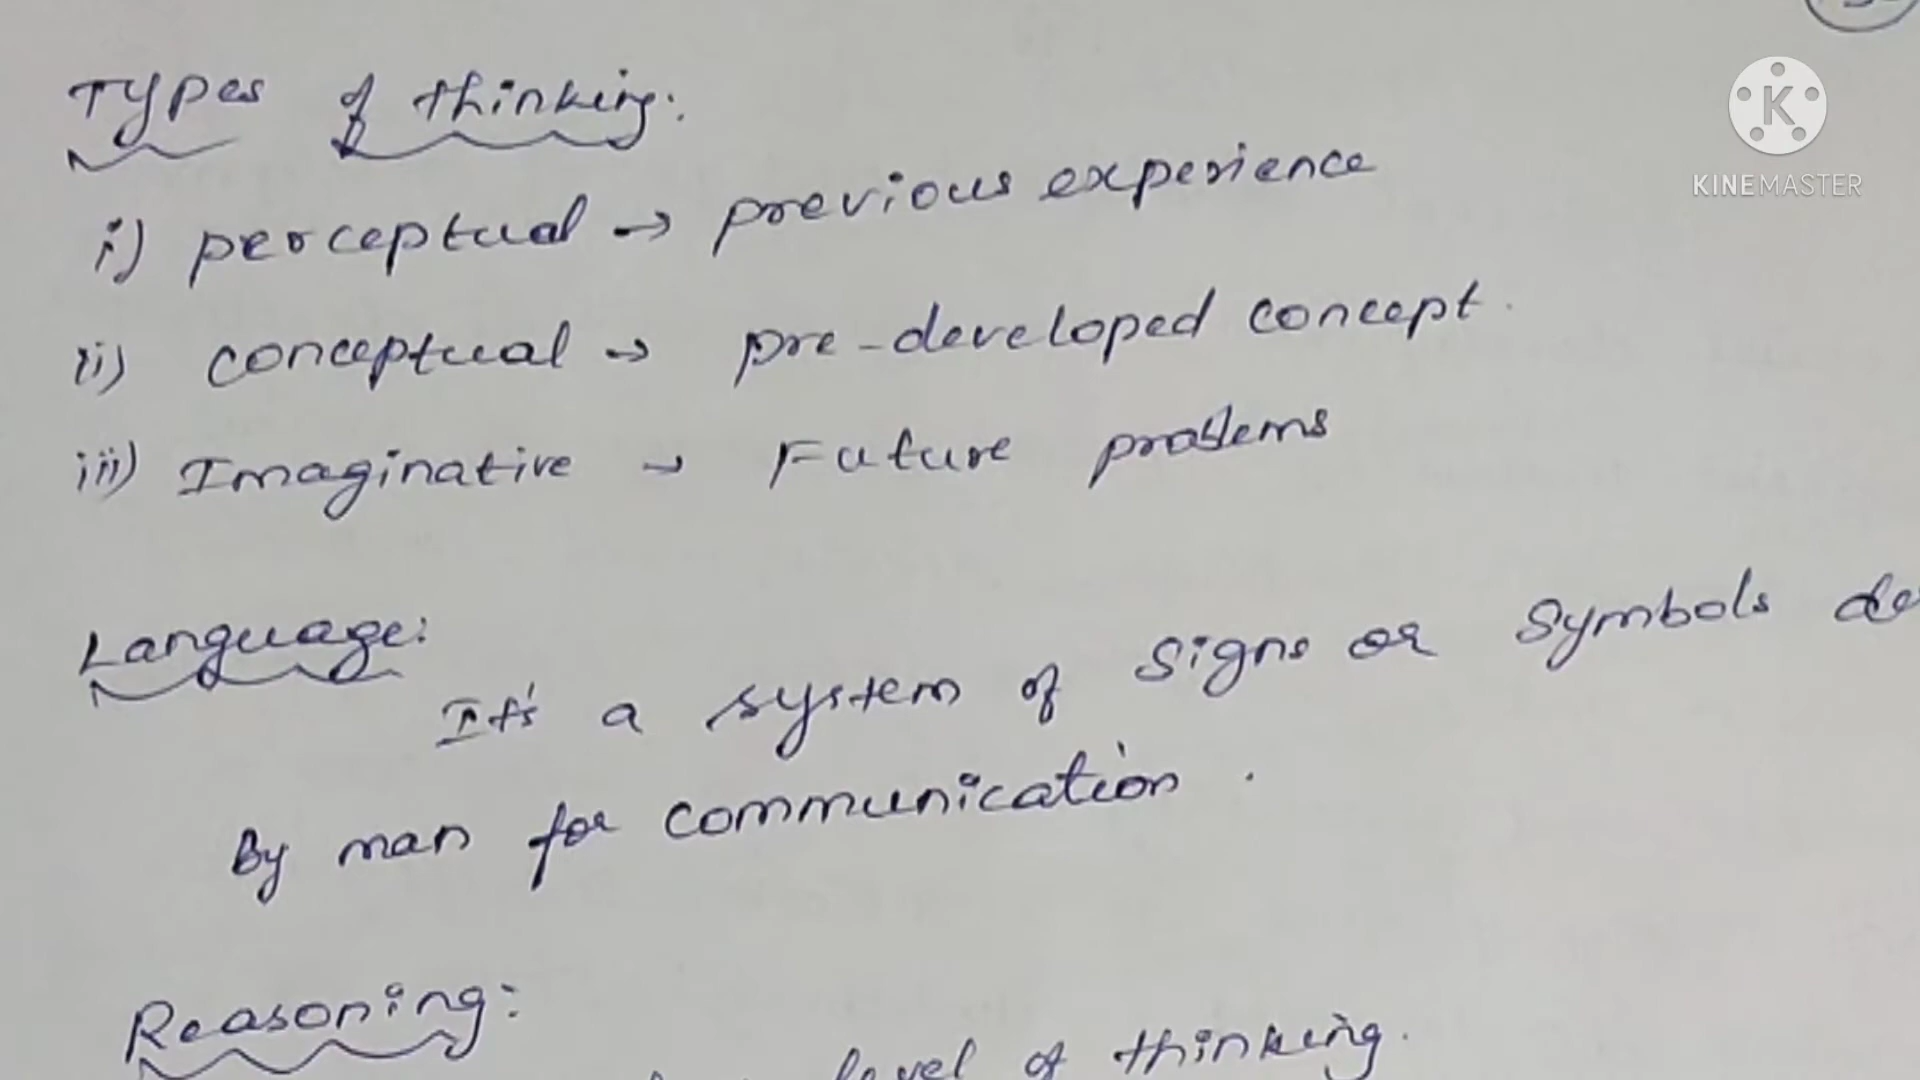 Types of thinking:
K
KINEMASTER
i) perceptual → previous experience
ii) conceptual → pre-developed concept.
iii) Imaginative → Future problems
Language:
It's a system of signs or symbols
By man for communication.
Reasoning:
level of thinking.